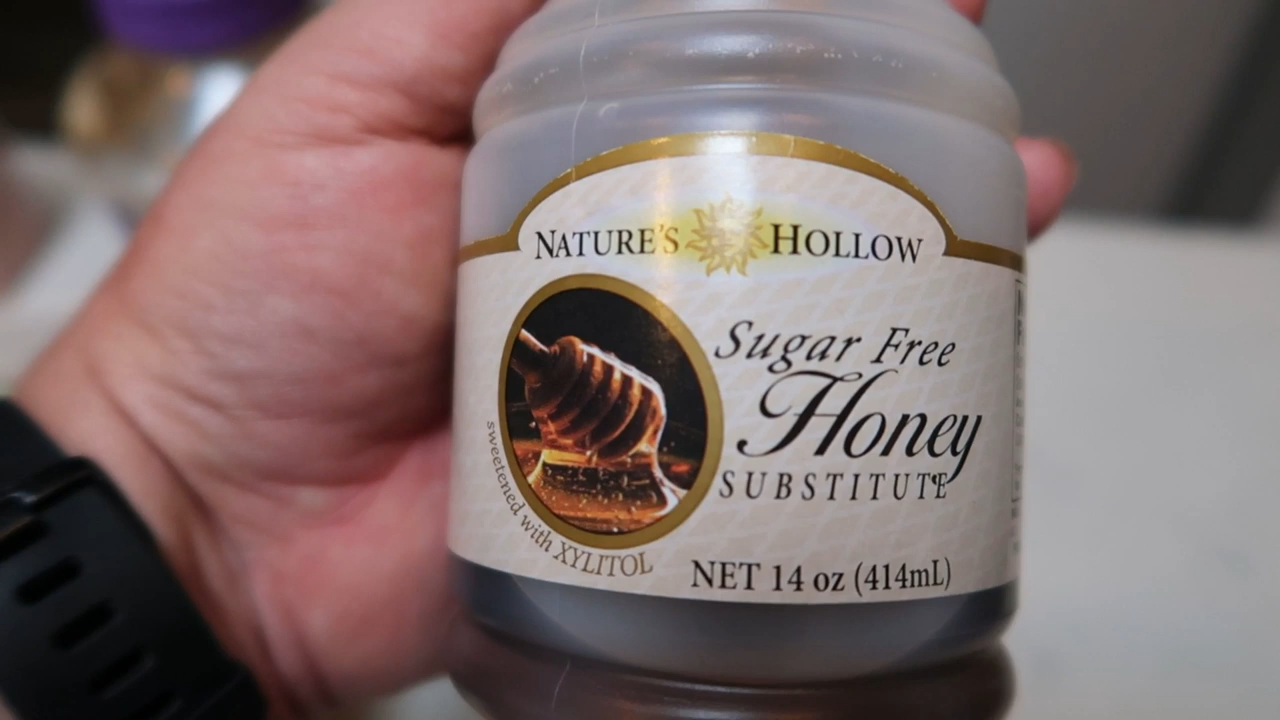 NATURE'S HOLLOW
Sugar Free
Honey
SUBSTITUTE
sweetened with XYLITOL
NET 14 oz (414mL)